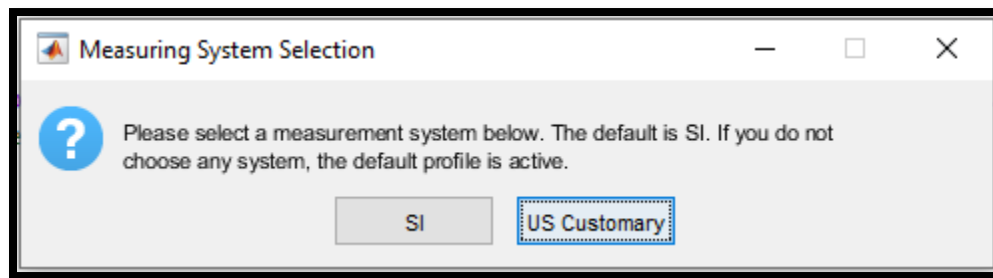 Measuring System Selection
Please select a measurement system below. The default is SI. If you do not
choose any system, the default profile is active.
SI
US Customary